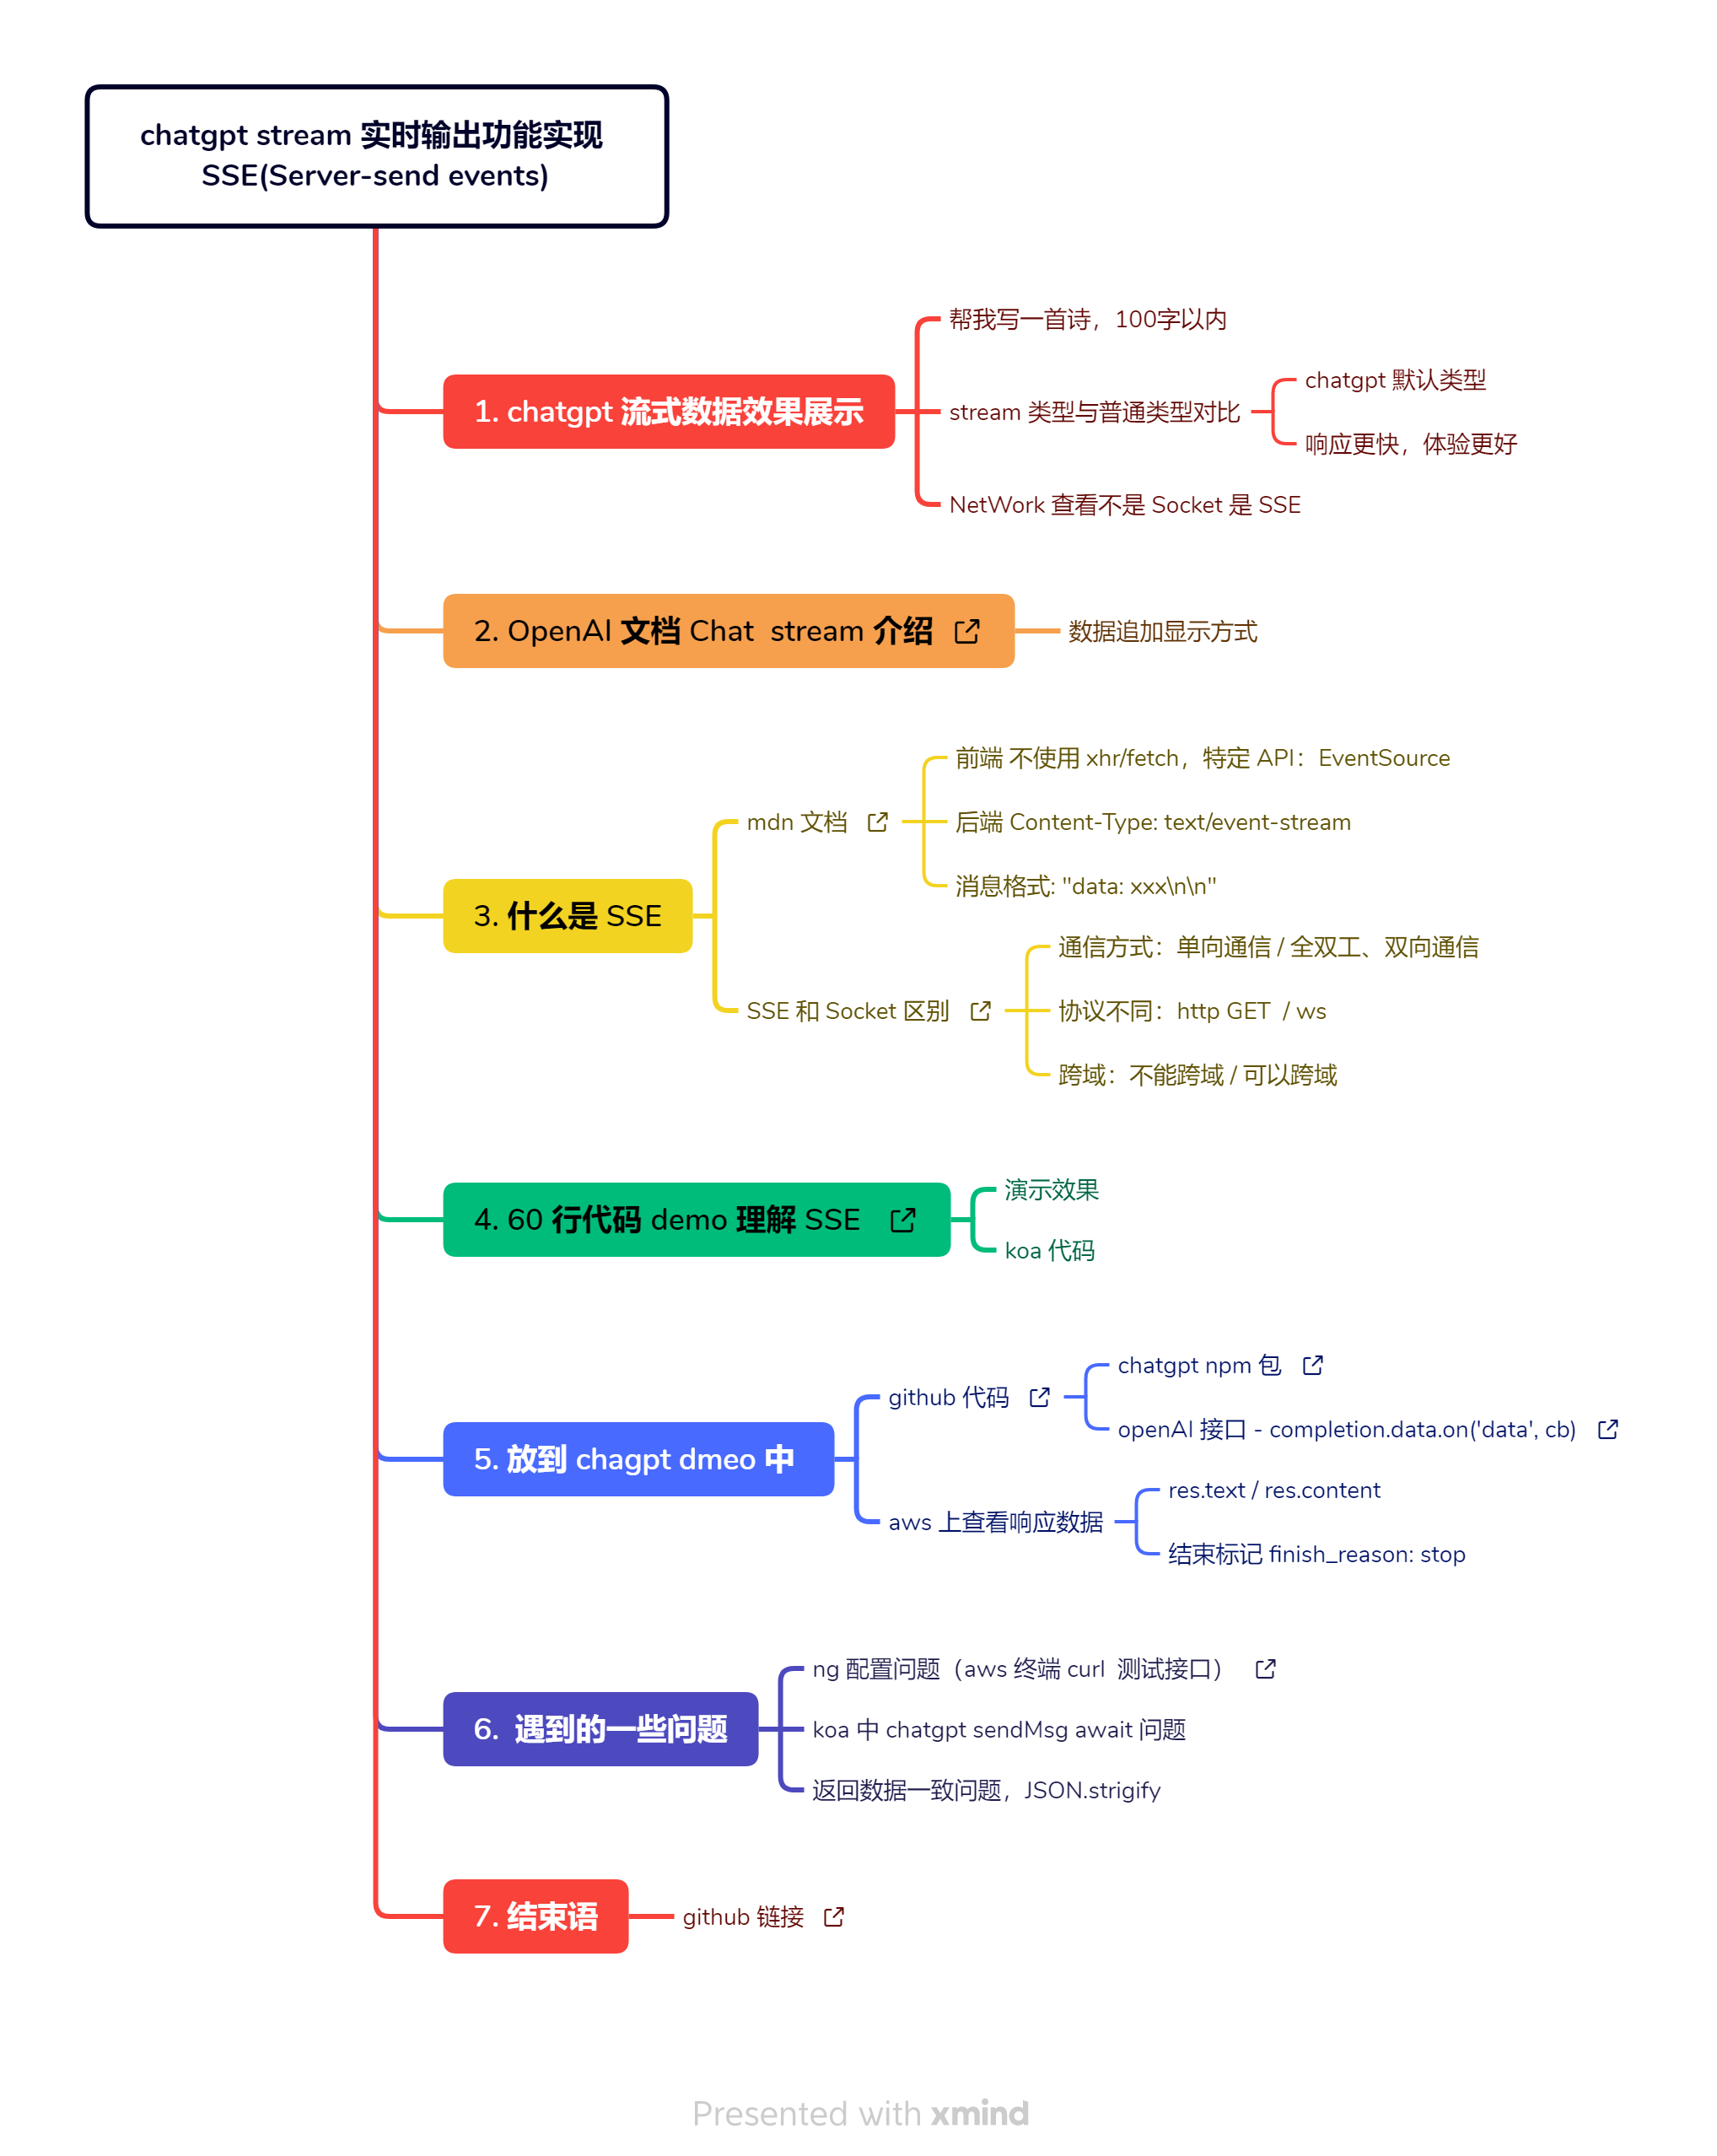 chatgpt stream 实时输出功能实现
SSE(Server-send events)
1. chatgpt 流式数据效果展示
帮我写一首诗，100字以内
stream 类型与普通类型对比
chatgpt 默认类型
响应更快，体验更好
NetWork 查看不是 Socket 是 SSE
2. OpenAI 文档 Chat  stream 介绍
数据追加显示方式
3. 什么是 SSE
mdn 文档
前端 不使用 xhr/fetch，特定 API：EventSource
后端 Content-Type: text/event-stream
消息格式: "data: xxx\n\n"
SSE 和 Socket 区别
通信方式：单向通信 / 全双工、双向通信
协议不同：http GET  / ws
跨域：不能跨域 / 可以跨域
4. 60 行代码 demo 理解 SSE
演示效果
koa 代码
5. 放到 chagpt dmeo 中
github 代码
chatgpt npm 包
openAI 接口 - completion.data.on('data', cb)
aws 上查看响应数据
res.text / res.content
结束标记 finish_reason: stop
6.  遇到的一些问题
ng 配置问题（aws 终端 curl  测试接口）
koa 中 chatgpt sendMsg await 问题
返回数据一致问题，JSON.strigify
7. 结束语
github 链接
Presented with xmind